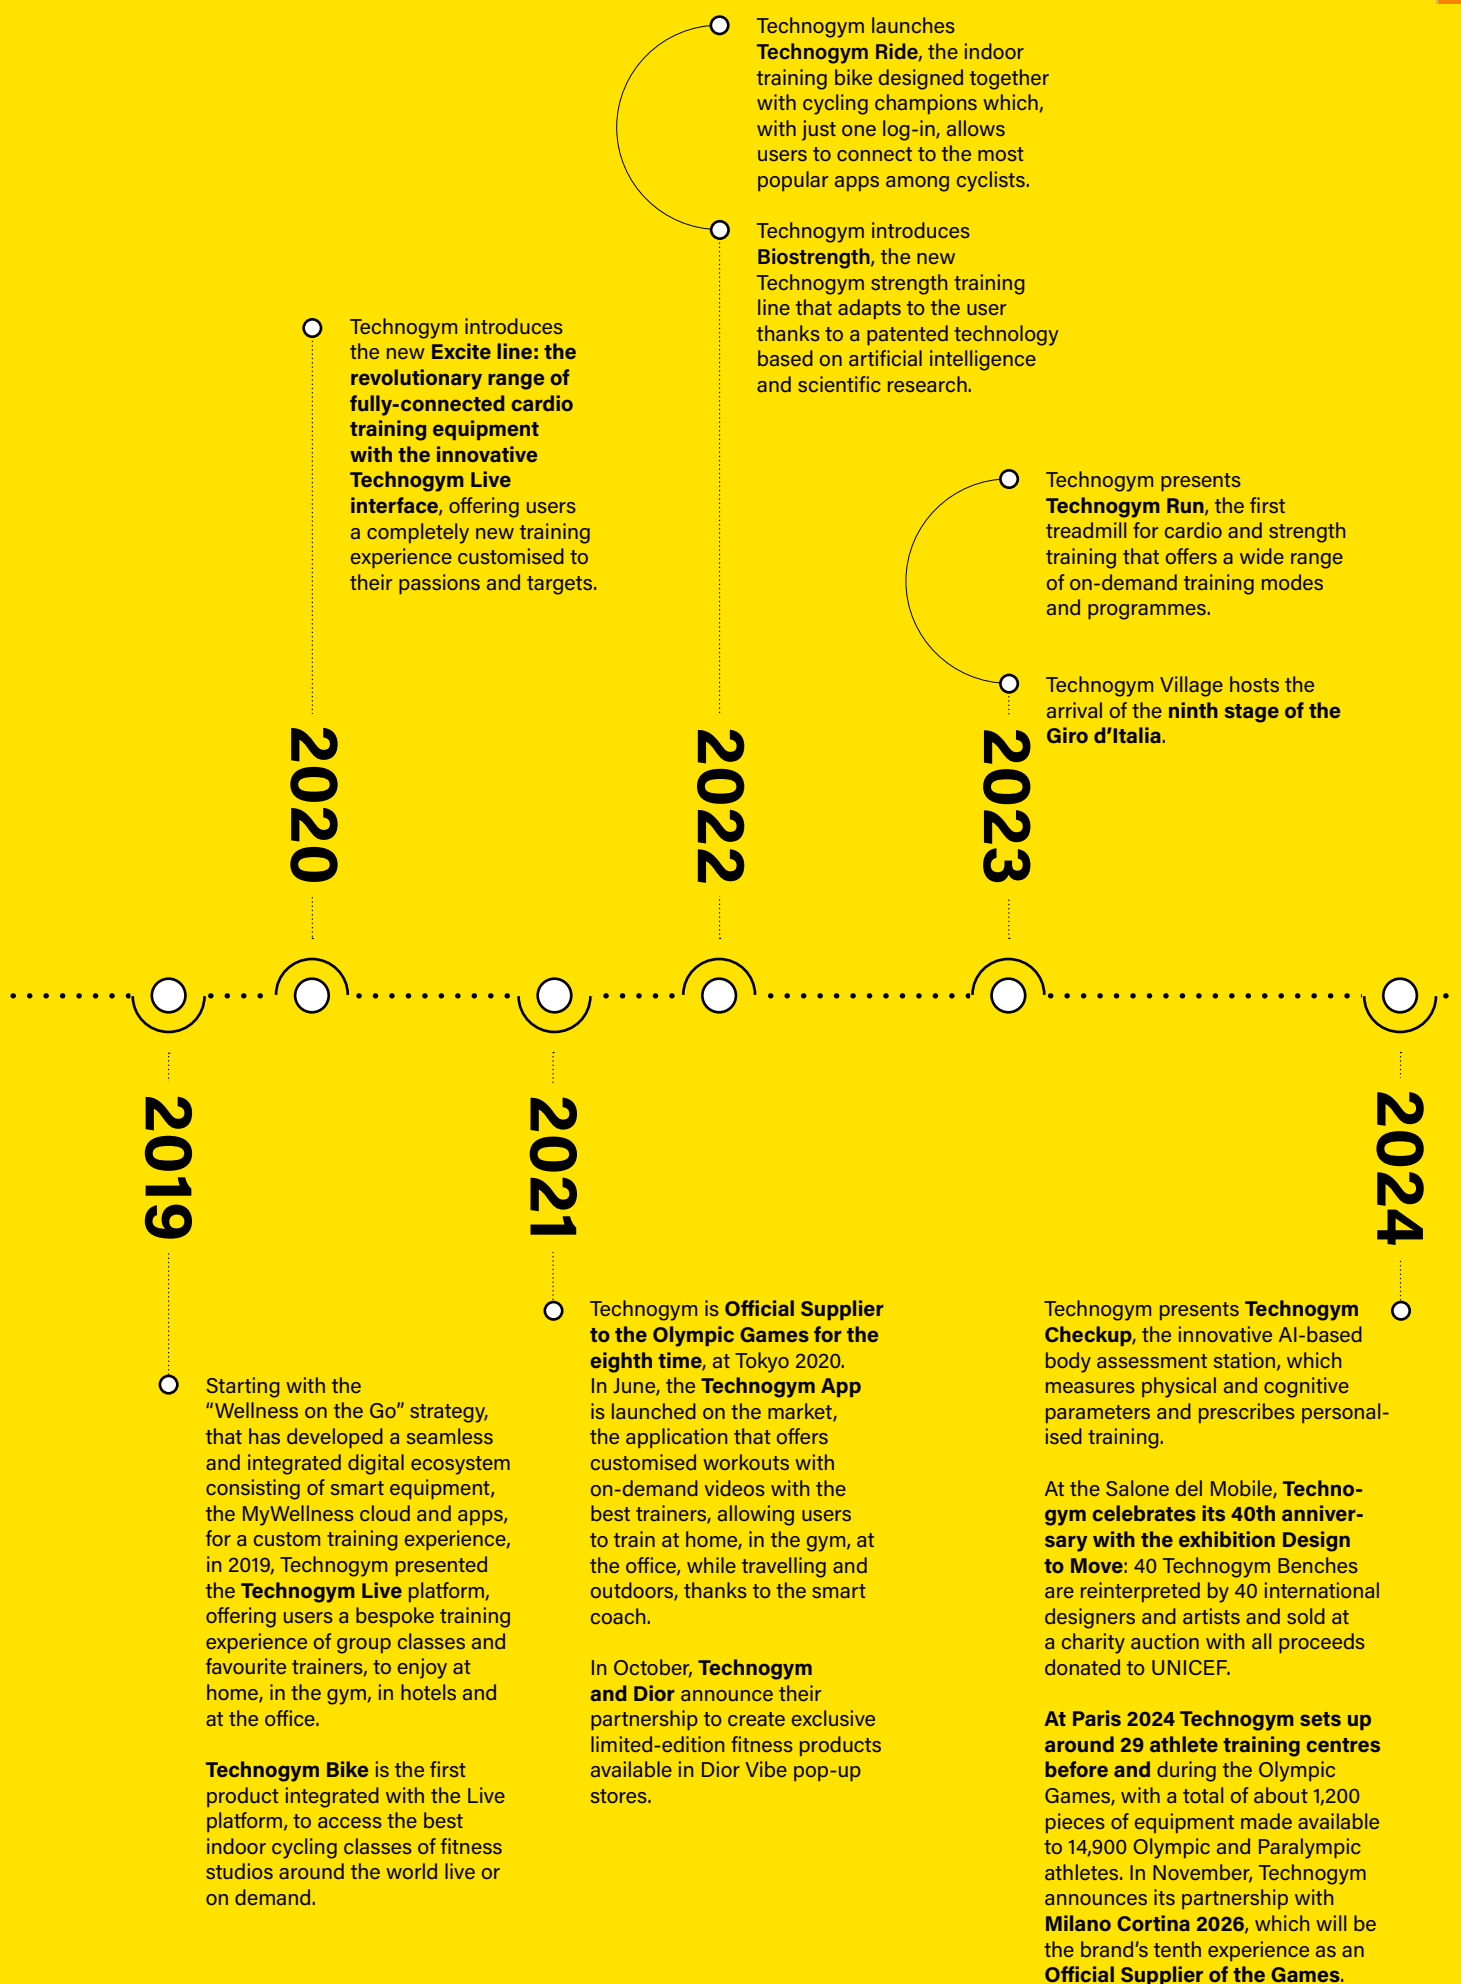 Technogym launches
Technogym Ride, the indoor
training bike designed together
with cycling champions which,
with just one log-in, allows
users to connect to the most
popular apps among cyclists.
Technogym introduces
Biostrength, the new
Technogym strength training
line that adapts to the user
thanks to a patented technology
based on artificial intelligence
and scientific research.
Technogym introduces
the new Excite line: the
revolutionary range of
fully-connected cardio
training equipment
with the innovative
Technogym Live
interface, offering users
a completely new training
experience customised to
their passions and targets.
Technogym presents
Technogym Run, the first
treadmill for cardio and strength
training that offers a wide range
of on-demand training modes
and programmes.
Technogym Village hosts the
arrival of the ninth stage of the
Giro d’Italia.
2020
2022
2023
2019
2021
2024
Starting with the
“Wellness on the Go” strategy,
that has developed a seamless
and integrated digital ecosystem
consisting of smart equipment,
the MyWellness cloud and apps,
for a custom training experience,
in 2019, Technogym presented
the Technogym Live platform,
offering users a bespoke training
experience of group classes and
favourite trainers, to enjoy at
home, in the gym, in hotels and
at the office.
Technogym Bike is the first
product integrated with the Live
platform, to access the best
indoor cycling classes of fitness
studios around the world live or
on demand.
Technogym is Official Supplier
to the Olympic Games for the
eighth time, at Tokyo 2020.
In June, the Technogym App
is launched on the market,
the application that offers
customised workouts with
on-demand videos with the
best trainers, allowing users
to train at home, in the gym, at
the office, while travelling and
outdoors, thanks to the smart
coach.
In October, Technogym
and Dior announce their
partnership to create exclusive
limited-edition fitness products
available in Dior Vibe pop-up
stores.
Technogym presents Technogym
Checkup, the innovative AI-based
body assessment station, which
measures physical and cognitive
parameters and prescribes personal-
ised training.
At the Salone del Mobile, Techno-
gym celebrates its 40th anniver-
sary with the exhibition Design
to Move: 40 Technogym Benches
are reinterpreted by 40 international
designers and artists and sold at
a charity auction with all proceeds
donated to UNICEF.
At Paris 2024 Technogym sets up
around 29 athlete training centres
before and during the Olympic
Games, with a total of about 1,200
pieces of equipment made available
to 14,900 Olympic and Paralympic
athletes. In November, Technogym
announces its partnership with
Milano Cortina 2026, which will be
the brand’s tenth experience as an
Official Supplier of the Games.